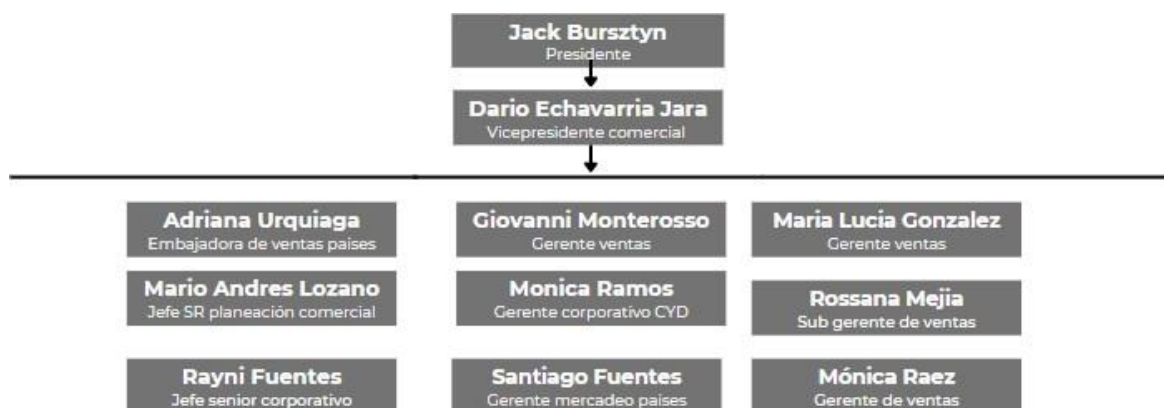 Jack Bursztyn
Presidente
Dario Echavarria Jara
Vicepresidente comercial
Adriana Urquiaga
Embajadora de ventas paises
Giovanni Monterosso
Gerente ventas
Maria Lucia Gonzalez
Gerente ventas
Mario Andres Lozano
Jefe SR planeación comercial
Monica Ramos
Gerente corporativo CYD
Rossana Mejia
Sub gerente de ventas
Rayni Fuentes
Jefe senior corporativo
Santiago Fuentes
Gerente mercadeo paises
Mónica Raez
Gerente de ventas